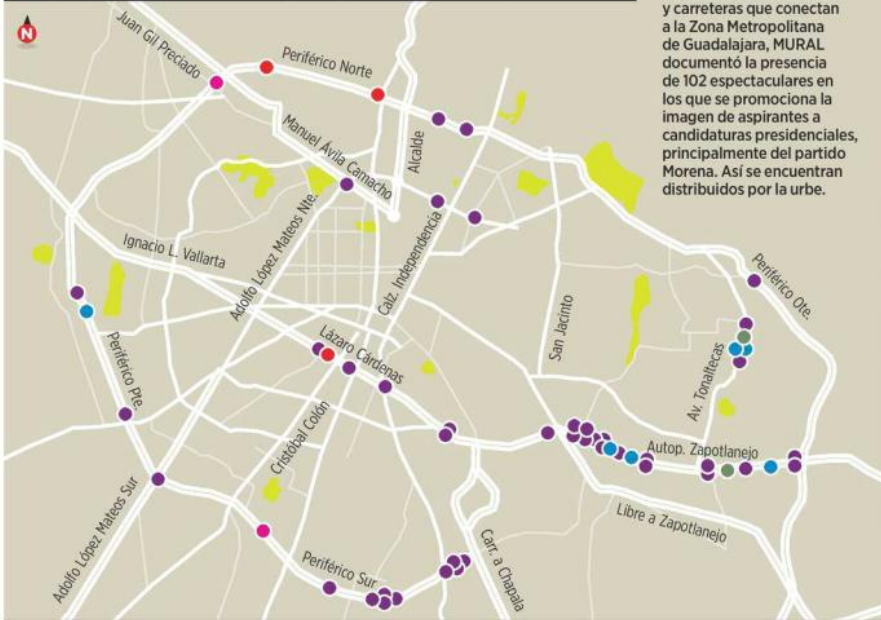 y carreteras que conectan
a la Zona Metropolitana
de Guadalajara, MURAL
documentó la presencia
de 102 espectaculares en
los que se promociona la
imagen de aspirantes a
candidaturas presidenciales,
principalmente del partido
Morena. Así se encuentran
distribuidos por la urbe.
N
Juan Gil Preciado
Periférico Norte
Manuel Ávila Camacho
Alcalde
Adolfo López Mateos Nte.
Calz. Independencia
Ignacio L. Vallarta
Periférico Ote.
San Jacinto
Lázaro Cárdenas
Periférico Pte.
Av. Tonaltecas
Cristóbal Colón
Autop. Zapotlanejo
Libre a Zapotlanejo
Adolfo López Mateos Sur
Periférico Sur
Carr. a Chapala